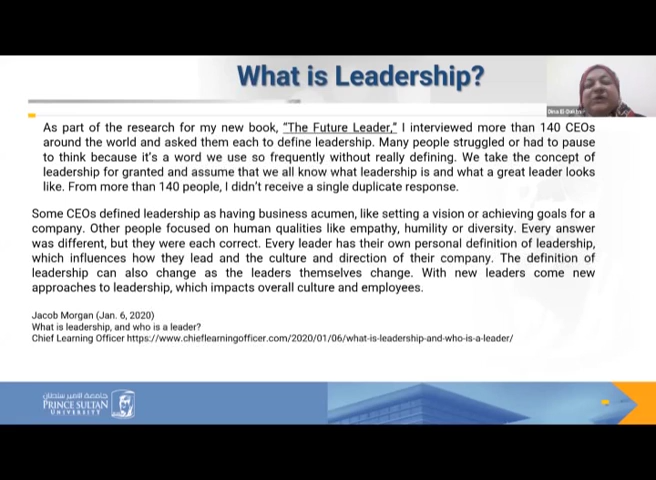 What is Leadership?
As part of the research for my new book, "The Future Leader," I interviewed more than 140 CEOs
around the world and asked them each to define leadership. Many people struggled or had to pause
to think because it's a word we use so frequently without really defining. We take the concept of
leadership for granted and assume that we all know what leadership is and what a great leader looks
like. From more than 140 people, I didn't receive a single duplicate response.
Some CEOs defined leadership as having business acumen, like setting a vision or achieving goals for a
company. Other people focused on human qualities like empathy, humility or diversity. Every answer
was different, but they were each correct. Every leader has their own personal definition of leadership,
which influences how they lead and the culture and direction of their company. The definition of
leadership can also change as the leaders themselves change. With new leaders come new
approaches to leadership, which impacts overall culture and employees.
Jacob Morgan (Jan. 6, 2020)
What is leadership, and who is a leader?
Chief Learning Officer https://www.chieflearningofficer.com/2020/01/06/what-is-leadership-and-who-is-a-leader/
جامعة الأمير سلطان
PRINCE SULTAN
UNIVERSITY